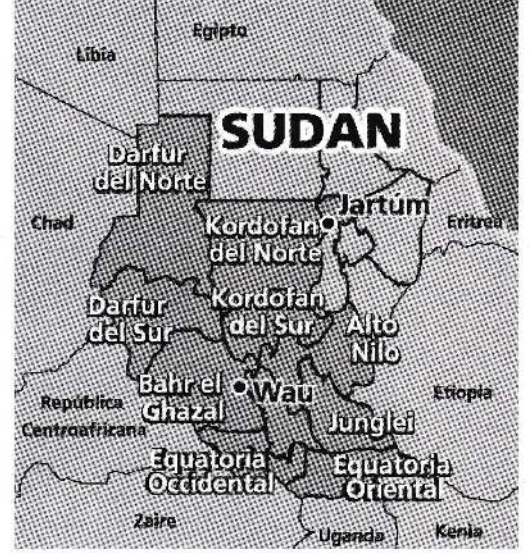 Egipto
Libia
SUDAN
Darfur
del Norte
Jartúm
Chad
Kordofan
del Norte
Eritrea
Darfur
del Sur
Kordofan
del Sur
Alto
Nilo
Bahr el
Ghazal
Wau
Etiopia
República
Centroafricana
Junglei
Equatoria
Occidental
Equatoria
Oriental
Zaire
Uganda
Kenia